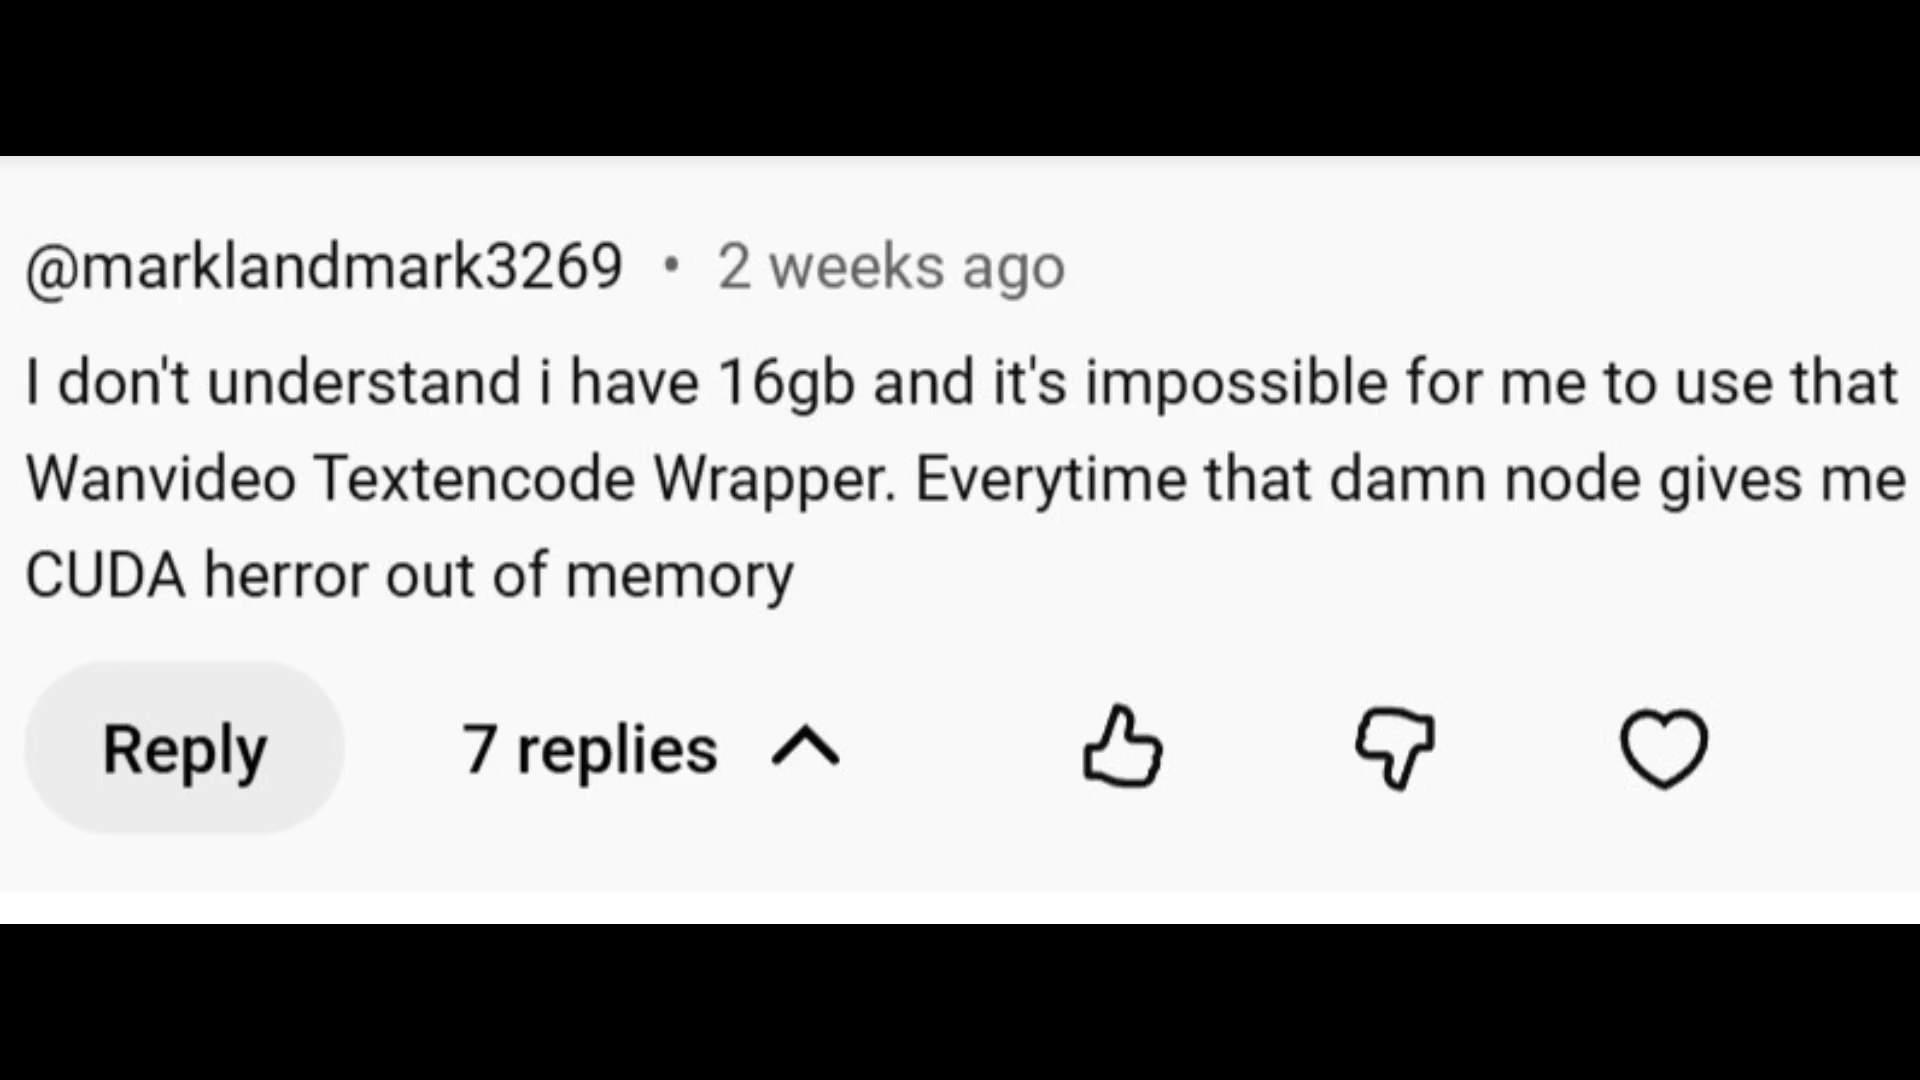 @marklandmark3269 • 2 weeks ago
I don't understand i have 16gb and it's impossible for me to use that
Wanvideo Textencode Wrapper. Everytime that damn node gives me
CUDA herror out of memory
Reply 7 replies